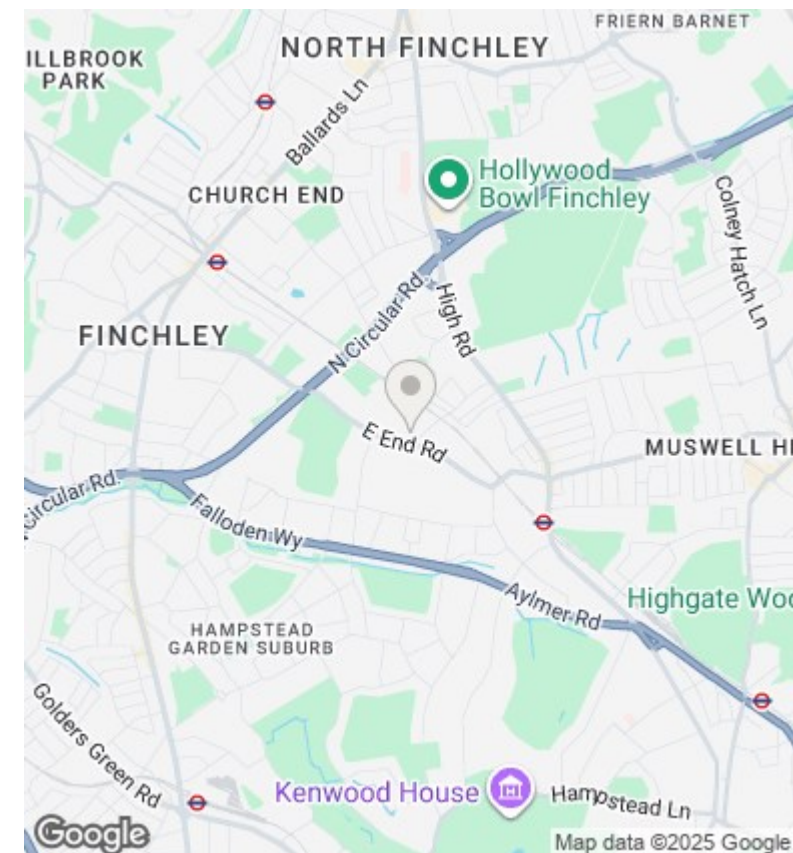 FRIERN BARNET
NORTH FINCHLEY
ILLBROOK
PARK
Ballards Ln
Hollywood
Bowl Finchley
CHURCH END
Colney Hatch Ln
N Circular Rd
High Rd
FINCHLEY
E End Rd
MUSWELL HI
Circular Rd
Falloden Wy
Aylmer Rd
Highgate Woo
HAMPSTEAD
GARDEN SUBURB
Golders Green Rd
Kenwood House
Hampstead Ln
Google
Map data ©2025 Google